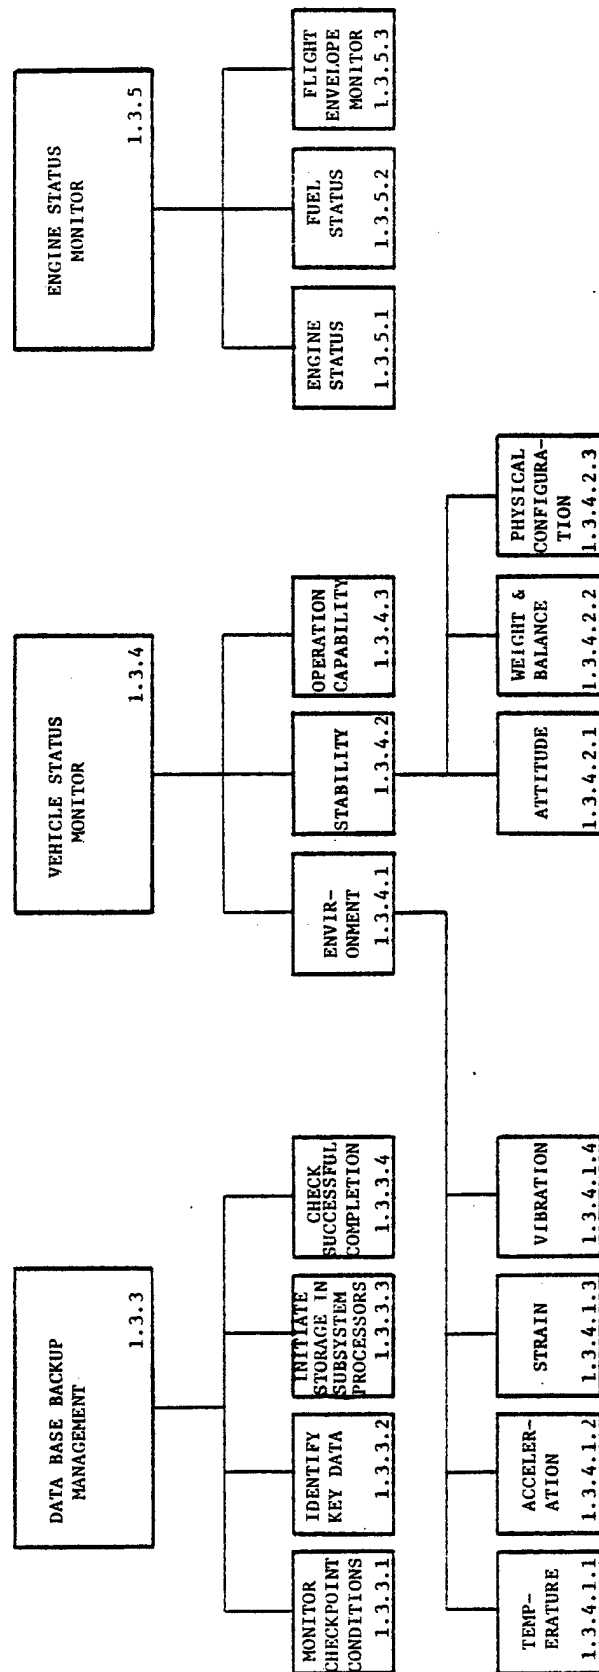 DATA BASE BACKUP
MANAGEMENT
1.3.3
VEHICLE STATUS
MONITOR
1.3.4
ENGINE STATUS
MONITOR
1.3.5
MONITOR
CHECKPOINT
CONDITIONS
1.3.3.1
IDENTIFY
KEY DATA
1.3.3.2
INITIATE
STORAGE IN
SUBSYSTEM
PROCESSORS
1.3.3.3
CHECK
SUCCESSFUL
COMPLETION
1.3.3.4
ENVIR-
ONMENT
1.3.4.1
STABILITY
1.3.4.2
OPERATION
CAPABILITY
1.3.4.3
ENGINE
STATUS
1.3.5.1
FUEL
STATUS
1.3.5.2
FLIGHT
ENVELOPE
MONITOR
1.3.5.3
TEMP-
ERATURE
1.3.4.1.1
ACCELER-
ATION
1.3.4.1.2
STRAIN
1.3.4.1.3
VIBRATION
1.3.4.1.4
ATTITUDE
1.3.4.2.1
WEIGHT &
BALANCE
1.3.4.2.2
PHYSICAL
CONFIGURA-
TION
1.3.4.2.3